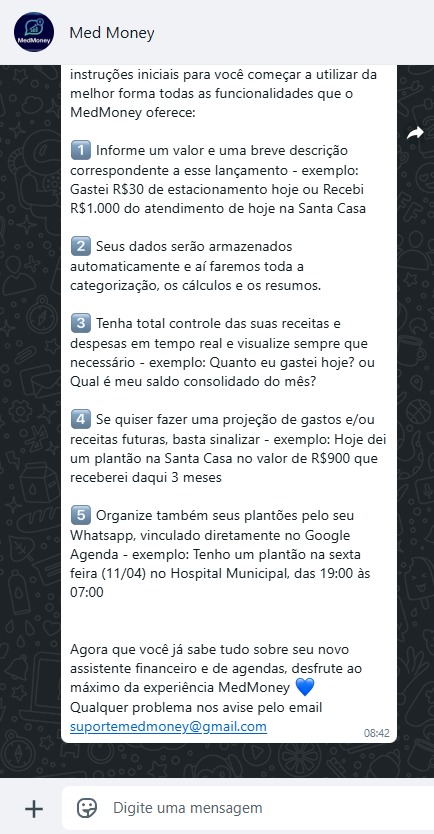 MedMoney
Med Money
instruções iniciais para você começar a utilizar da
melhor forma todas as funcionalidades que o
MedMoney oferece:
1 Informe um valor e uma breve descrição
correspondente a esse lançamento - exemplo:
Gastei R$30 de estacionamento hoje ou Recebi
R$1.000 do atendimento de hoje na Santa Casa
2 Seus dados serão armazenados
automaticamente e aí faremos toda a
categorização, os cálculos e os resumos.
3 Tenha total controle das suas receitas e
despesas em tempo real e visualize sempre que
necessário - exemplo: Quanto eu gastei hoje? ou
Qual é meu saldo consolidado do mês?
4 Se quiser fazer uma projeção de gastos e/ou
receitas futuras, basta sinalizar - exemplo: Hoje dei
um plantão na Santa Casa no valor de R$900 que
receberei daqui 3 meses
5 Organize também seus plantões pelo seu
Whatsapp, vinculado diretamente no Google
Agenda - exemplo: Tenho um plantão na sexta
feira (11/04) no Hospital Municipal, das 19:00 às
07:00
Agora que você já sabe tudo sobre seu novo
assistente financeiro e de agendas, desfrute ao
máximo da experiência MedMoney 💙
Qualquer problema nos avise pelo email
suportemedmoney@gmail.com
08:42
Digite uma mensagem